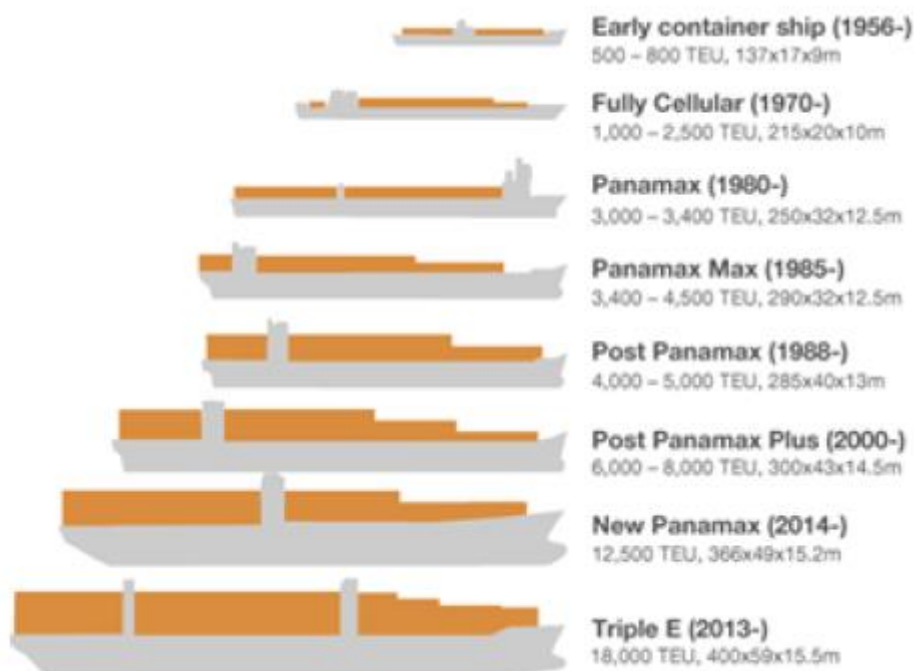 Early container ship (1956-)
500 – 800 TEU, 137x17x9m
Fully Cellular (1970-)
1,000 – 2,500 TEU, 215x20x10m
Panamax (1980-)
3,000 – 3,400 TEU, 250x32x12.5m
Panamax Max (1985-)
3,400 – 4,500 TEU, 290x32x12.5m
Post Panamax (1988-)
4,000 – 5,000 TEU, 285x40x13m
Post Panamax Plus (2000-)
6,000 – 8,000 TEU, 300x43x14.5m
New Panamax (2014-)
12,500 TEU, 366x49x15.2m
Triple E (2013-)
18,000 TEU, 400x59x15.5m